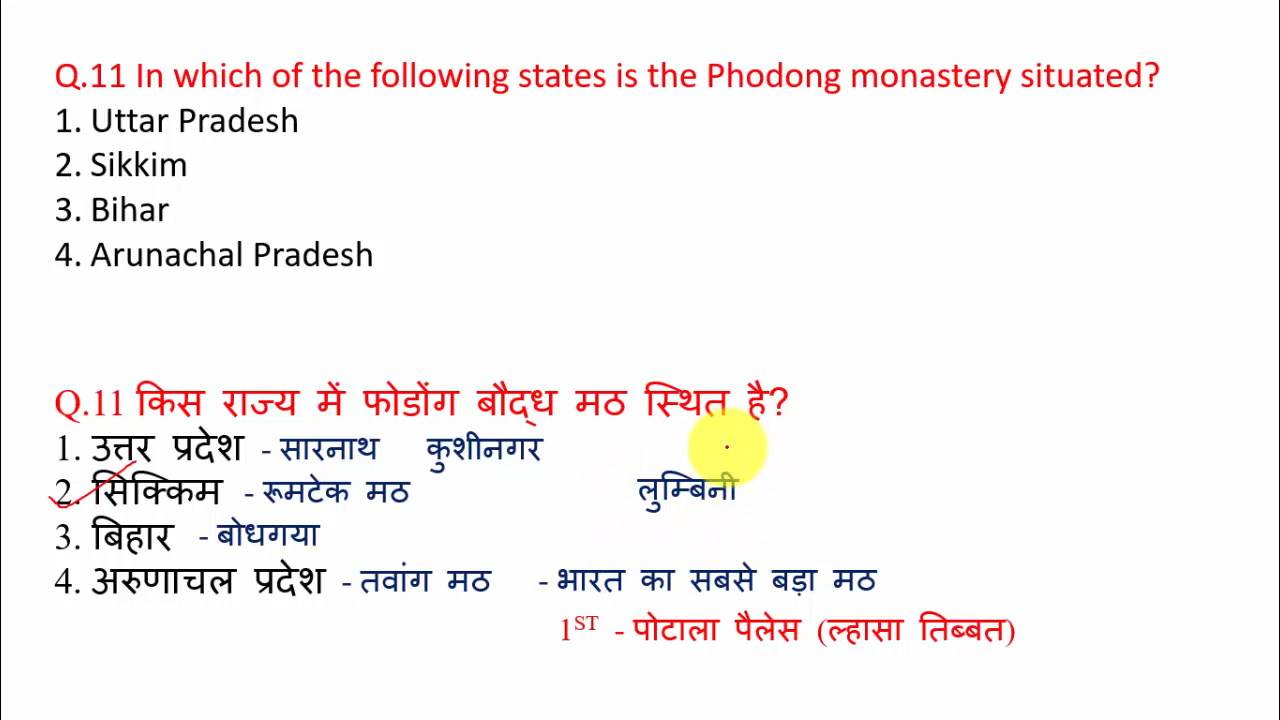 Q.11 In which of the following states is the Phodong monastery situated?
1. Uttar Pradesh
2. Sikkim
3. Bihar
4. Arunachal Pradesh
Q.11 किस राज्य में फोडोंग बौद्ध मठ स्थित है?
1. उत्तर प्रदेश - सारनाथ कुशीनगर
2. सिक्किम - रूमटेक मठ लुम्बिनी
3. बिहार - बोधगया
4. अरुणाचल प्रदेश - तवांग मठ - भारत का सबसे बड़ा मठ
1ST - पोटाला पैलेस (ल्हासा तिब्बत)